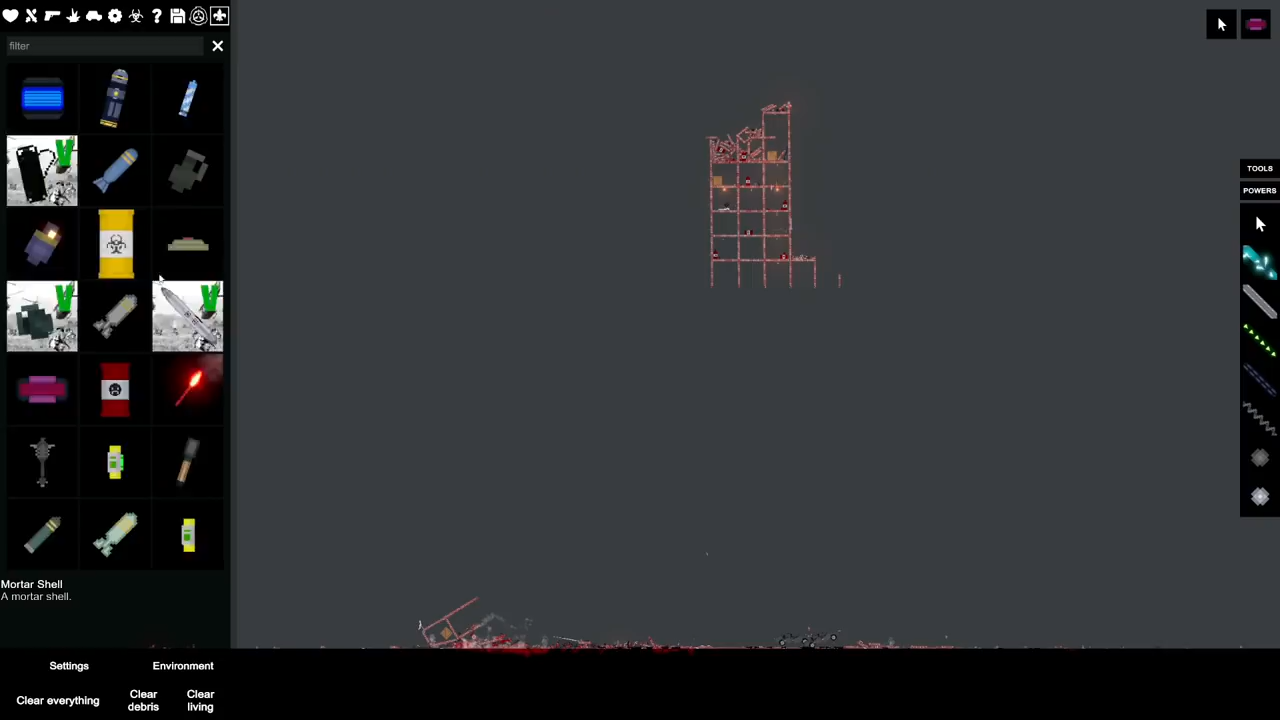 filter
TOOLS
POWERS
Mortar Shell
A mortar shell.
Settings
Environment
Clear everything
Clear
debris
Clear
living